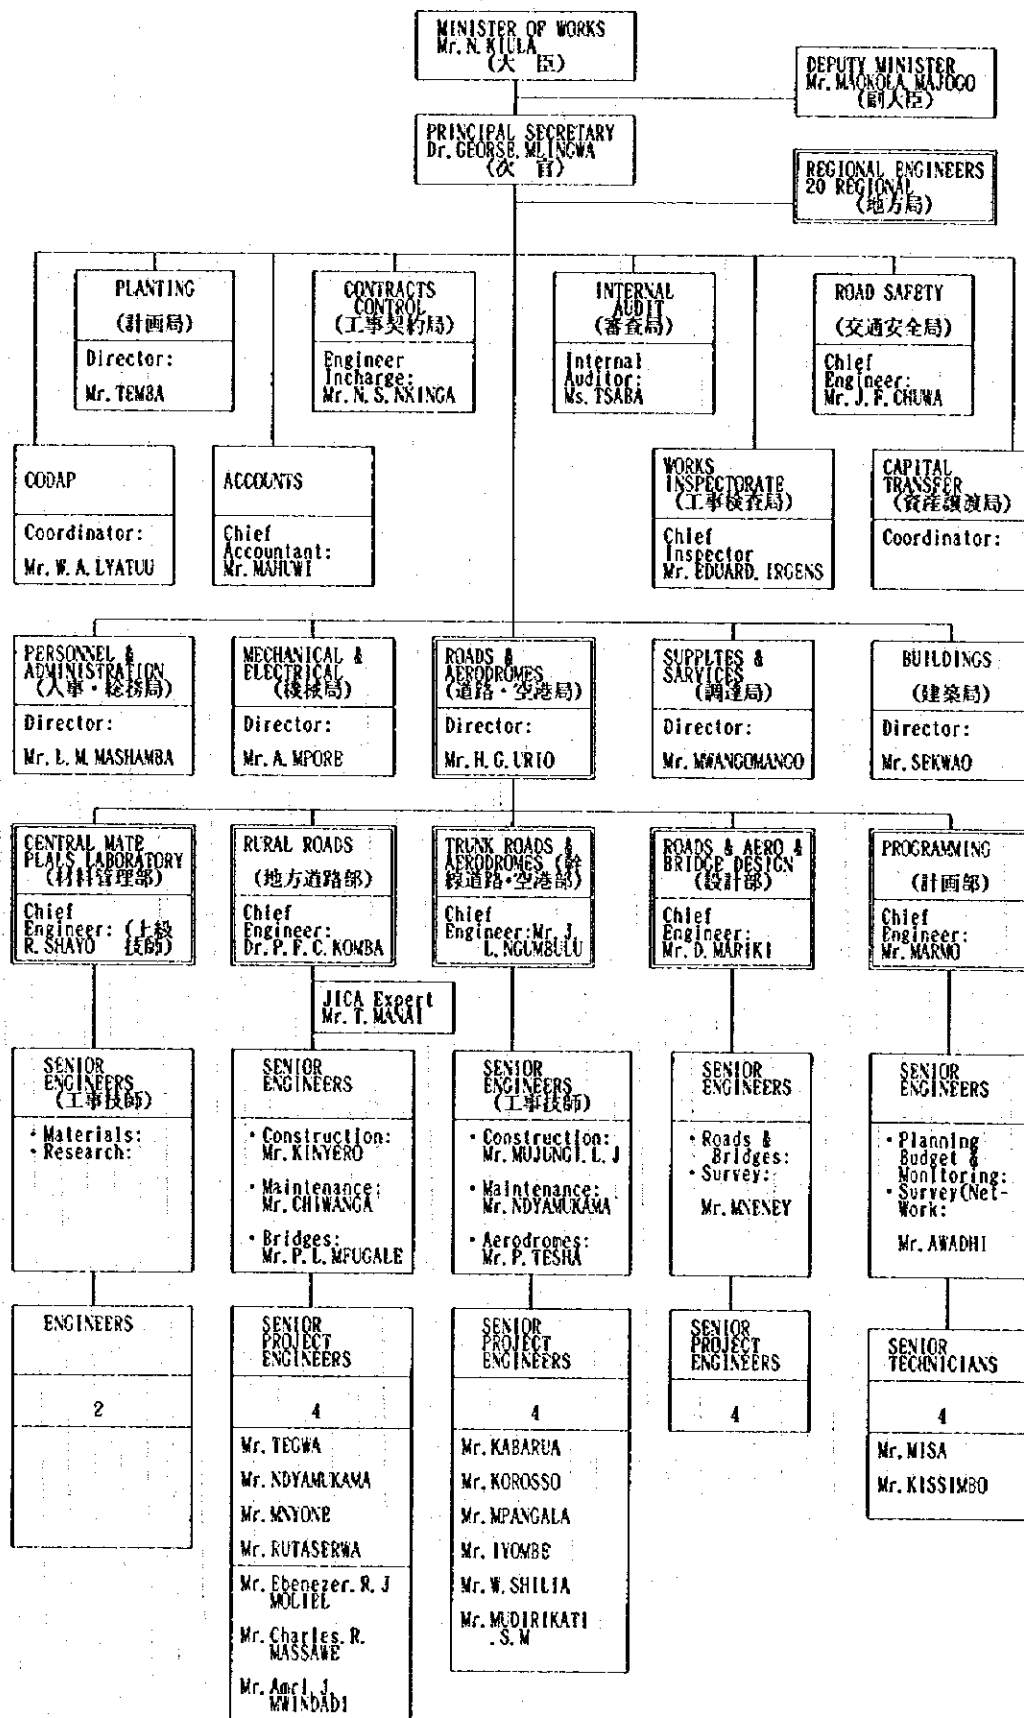 MINISTER OF WORKS
Mr. N. KIULA
(大 臣)
DEPUTY MINISTER
Mr. MAOKOLA. MAJOGO
(副大臣)
PRINCIPAL SECRETARY
Dr. GEORSE. MLINGWA
(次 官)
REGIONAL ENGINEERS
20 REGIONAL
(地方局)
PLANTING
(計画局)
Director:
Mr. TEMBA
CONTRACTS
CONTROL
(工事契約局)
Engineer
Incharge:
Mr. N. S. NKINGA
INTERNAL
AUDIT
(審査局)
Internal
Auditor:
Ms. TSABA
ROAD SAFETY
(交通安全局)
Chief
Engineer:
Mr. J. F. CHUWA
CODAP
Coordinator:
Mr. W. A. LYATUU
ACCOUNTS
Chief
Accountant:
Mr. MAHUWI
WORKS
INSPECTORATE
(工事検査局)
Chief
Inspector
Mr. EDUARD. IRGENS
CAPITAL
TRANSFER
(資産譲渡局)
Coordinator:
PERSONNEL &
ADMINISTRATION
(人事・総務局)
Director:
Mr. L. M. MASHAMBA
MECHANICAL &
ELECTRICAL
(機械局)
Director:
Mr. A. MPORE
ROADS &
AERODROMES
(道路・空港局)
Director:
Mr. H. G. URIO
SUPPLTES &
SARVICES
(調達局)
Director:
Mr. MWANGOMANGO
BUILDINGS
(建築局)
Director:
Mr. SEKWAO
CENTRAL MATE
PLALS LABORATORY
(材料管理部)
Chief
Engineer: (上級
R. SHAYO 技師)
RURAL ROADS
(地方道路部)
Chief
Engineer:
Dr. P. F. C. KOMBA
TRUNK ROADS &
AERODROMES (幹
線道路・空港部)
Chief
Engineer:Mr. J.
L. NGUMBULU
ROADS & AERO &
BRIDGE DESIGN
(設計部)
Chief
Engineer:
Mr. D. MARIKI
PROGRAMMING
(計画部)
Chief
Engineer:
Mr. MARMO
JICA Expert
Mr. T. MANAI
SENIOR
ENGINEERS
(工事技師)
・Materials:
・Research:
SENIOR
ENGINEERS
・Construction:
Mr. KINYERO
・Maintenance:
Mr. CHIWANGA
・Bridges:
Mr. P. L. MFUGALE
SENIOR
ENGINEERS
(工事技師)
・Construction:
Mr. MUJUNGI. L. J
・Maintenance:
Mr. NDYAMUKAMA
・Aerodromes:
Mr. P. TESHA
SENIOR
ENGINEERS
・Roads &
Bridges:
・Survey:
Mr. MNENEY
SENIOR
ENGINEERS
・Planning
Budget &
Monitoring:
・Survey(Net-
Work:
Mr. AWADHI
ENGINEERS
2
SENIOR
PROJECT
ENGINEERS
4
Mr. TEGWA
Mr. NDYAMUKAMA
Mr. MNYONE
Mr. RUTASERWA
Mr. Ebenezer. R. J
MOLIEL
Mr. Charles. R.
MASSAWE
Mr. Amri. J.
MWINDADI
SENIOR
PROJECT
ENGINEERS
4
Mr. KABARUA
Mr. KOROSSO
Mr. MPANGALA
Mr. IYOMBE
Mr. W. SHILIA
Mr. MUDIRIKATI
. S. M
SENIOR
PROJECT
ENGINEERS
4
SENIOR
TECHNICIANS
4
Mr. MISA
Mr. KISSIMBO